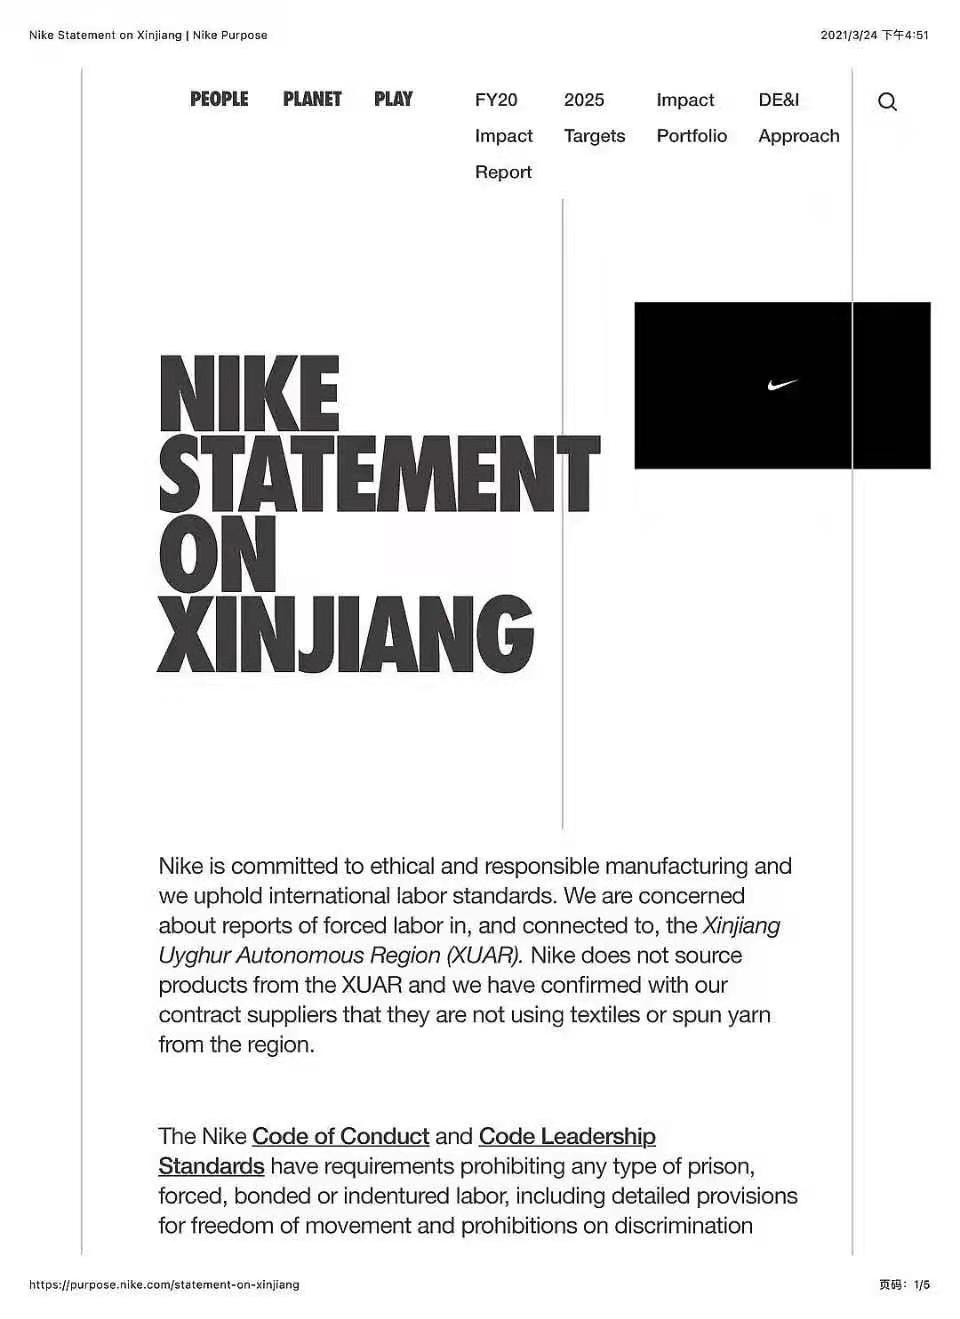 Nike Statement on Xinjiang | Nike Purpose
2021/3/24 下午4:51
PEOPLE PLANET PLAY
FY20 Impact Report
2025 Targets
Impact Portfolio
DE&I Approach
NIKE
STATEMENT
ON
XINJIANG
Nike is committed to ethical and responsible manufacturing and
we uphold international labor standards. We are concerned
about reports of forced labor in, and connected to, the Xinjiang
Uyghur Autonomous Region (XUAR). Nike does not source
products from the XUAR and we have confirmed with our
contract suppliers that they are not using textiles or spun yarn
from the region.
The Nike Code of Conduct and Code Leadership
Standards have requirements prohibiting any type of prison,
forced, bonded or indentured labor, including detailed provisions
for freedom of movement and prohibitions on discrimination
https://purpose.nike.com/statement-on-xinjiang
页码：1/5